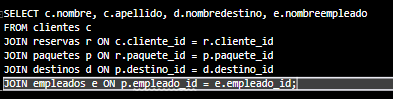 SELECT c.nombre, c.apellido, d.nombredestino, e.nombreempleado
FROM clientes c
JOIN reservas r ON c.cliente_id = r.cliente_id
JOIN paquetes p ON r.paquete_id = p.paquete_id
JOIN destinos d ON p.destino_id = d.destino_id
JOIN empleados e ON p.empleado_id = e.empleado_id;